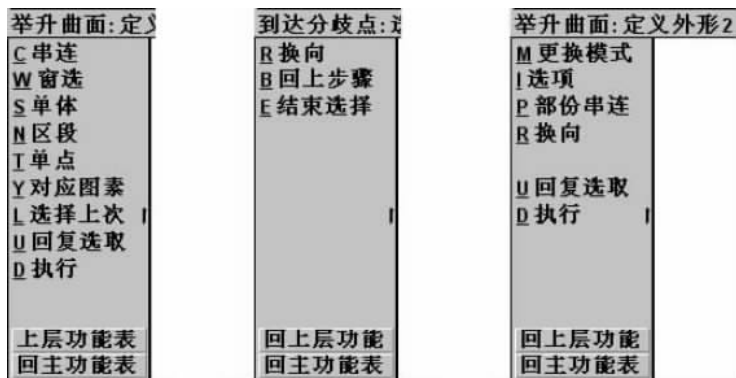 举升曲面:定义
C 串连
W 窗选
S 单体
N 区段
T 单点
Y 对应图素
L 选择上次
U 回复选取
D 执行
上层功能表
回主功能表
到达分歧点:选
R 换向
B 回上步骤
E 结束选择
回上层功能
回主功能表
举升曲面:定义外形2
M 更换模式
I 选项
P 部份串连
R 换向
U 回复选取
D 执行
回上层功能
回主功能表